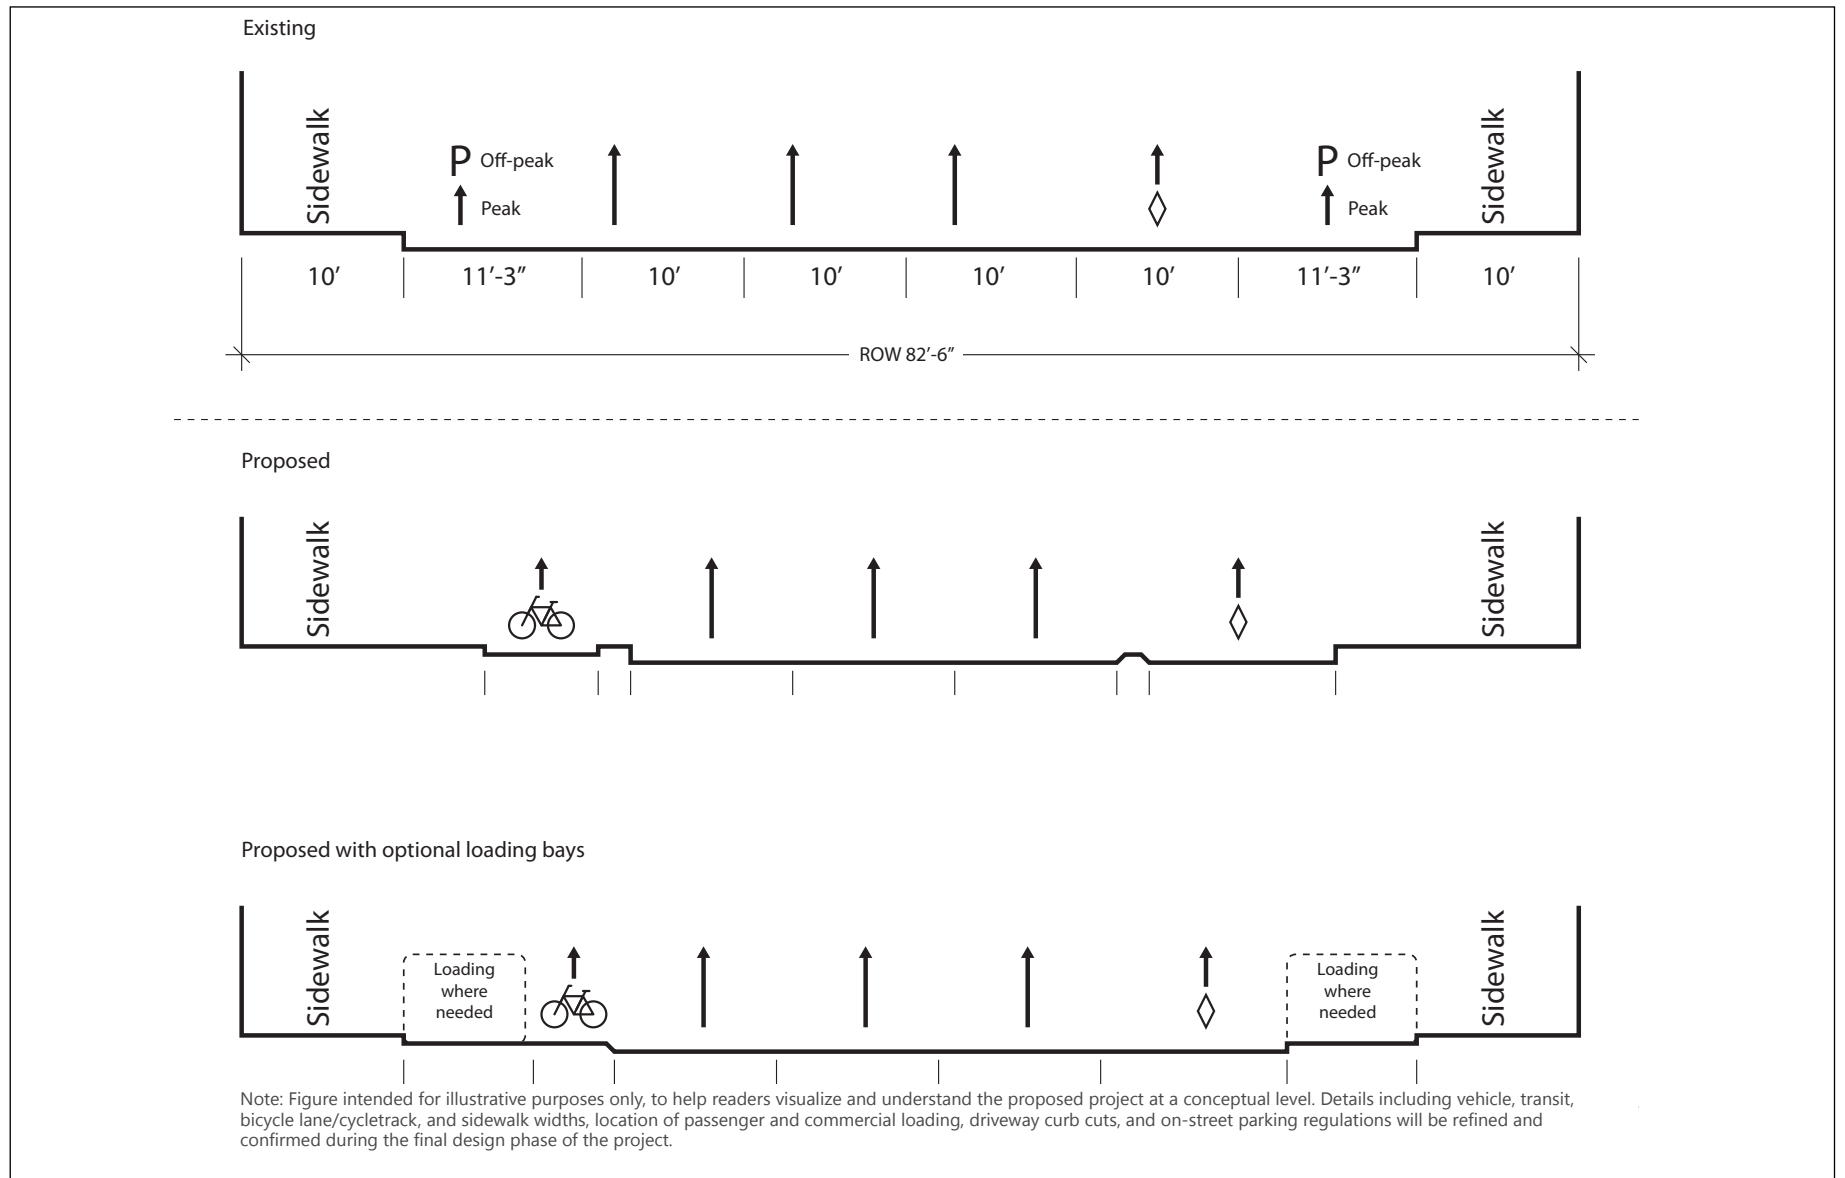 Existing
Sidewalk
P Off-peak
Peak
P Off-peak
Peak
Sidewalk
10′ 11′-3″ 10′ 10′ 10′ 10′ 11′-3″ 10′
ROW 82′-6″
Proposed
Sidewalk
Sidewalk
Proposed with optional loading bays
Sidewalk
Loading
where
needed
Loading
where
needed
Sidewalk
Note: Figure intended for illustrative purposes only, to help readers visualize and understand the proposed project at a conceptual level. Details including vehicle, transit,
bicycle lane/cycletrack, and sidewalk widths, location of passenger and commercial loading, driveway curb cuts, and on-street parking regulations will be refined and
confirmed during the final design phase of the project.